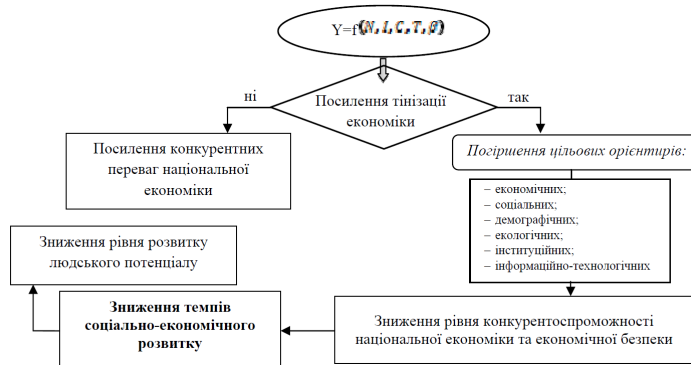 Y=f(N, I, C, T, θ)
Посилення тінізації
економіки
ні
так
Посилення конкурентних
переваг національної
економіки
Погіршення цільових орієнтирів:
– економічних;
– соціальних;
– демографічних;
– екологічних;
– інституційних;
– інформаційно-технологічних
Зниження рівня розвитку
людського потенціалу
Зниження темпів
соціально-економічного
розвитку
Зниження рівня конкурентоспроможності
національної економіки та економічної безпеки